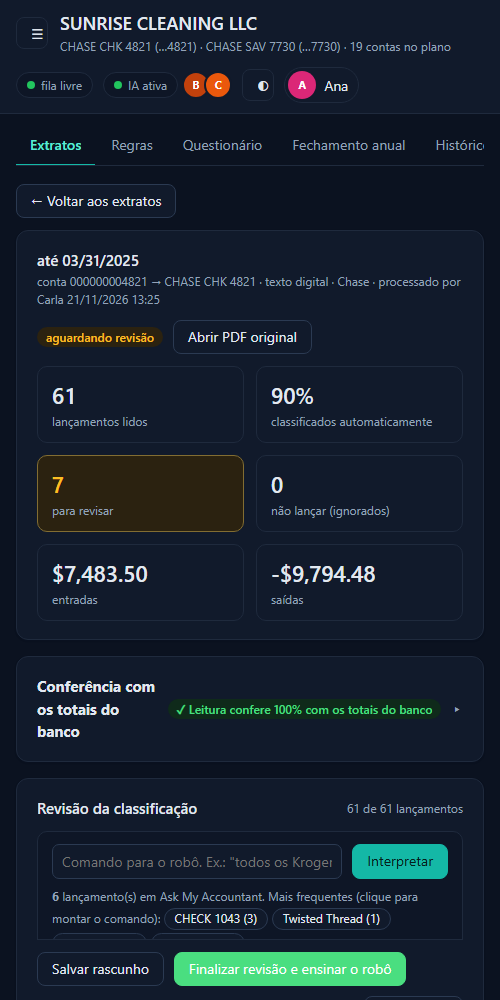 ☰
SUNRISE CLEANING LLC
CHASE CHK 4821 (...4821) · CHASE SAV 7730 (...7730) · 19 contas no plano
fila livre
IA ativa
B
C
A
Ana
Extratos
Regras
Questionário
Fechamento anual
Histórico
← Voltar aos extratos
até 03/31/2025
conta 000000004821 → CHASE CHK 4821 · texto digital · Chase · processado por
Carla 21/11/2026 13:25
aguardando revisão
Abrir PDF original
61
lançamentos lidos
90%
classificados automaticamente
7
para revisar
0
não lançar (ignorados)
$7,483.50
entradas
-$9,794.48
saídas
Conferência com
os totais do
banco
✓ Leitura confere 100% com os totais do banco
▸
Revisão da classificação
61 de 61 lançamentos
Comando para o robô. Ex.: "todos os Kroger
Interpretar
6 lançamento(s) em Ask My Accountant. Mais frequentes (clique para
montar o comando):
CHECK 1043 (3)
Twisted Thread (1)
Salvar rascunho
Finalizar revisão e ensinar o robô